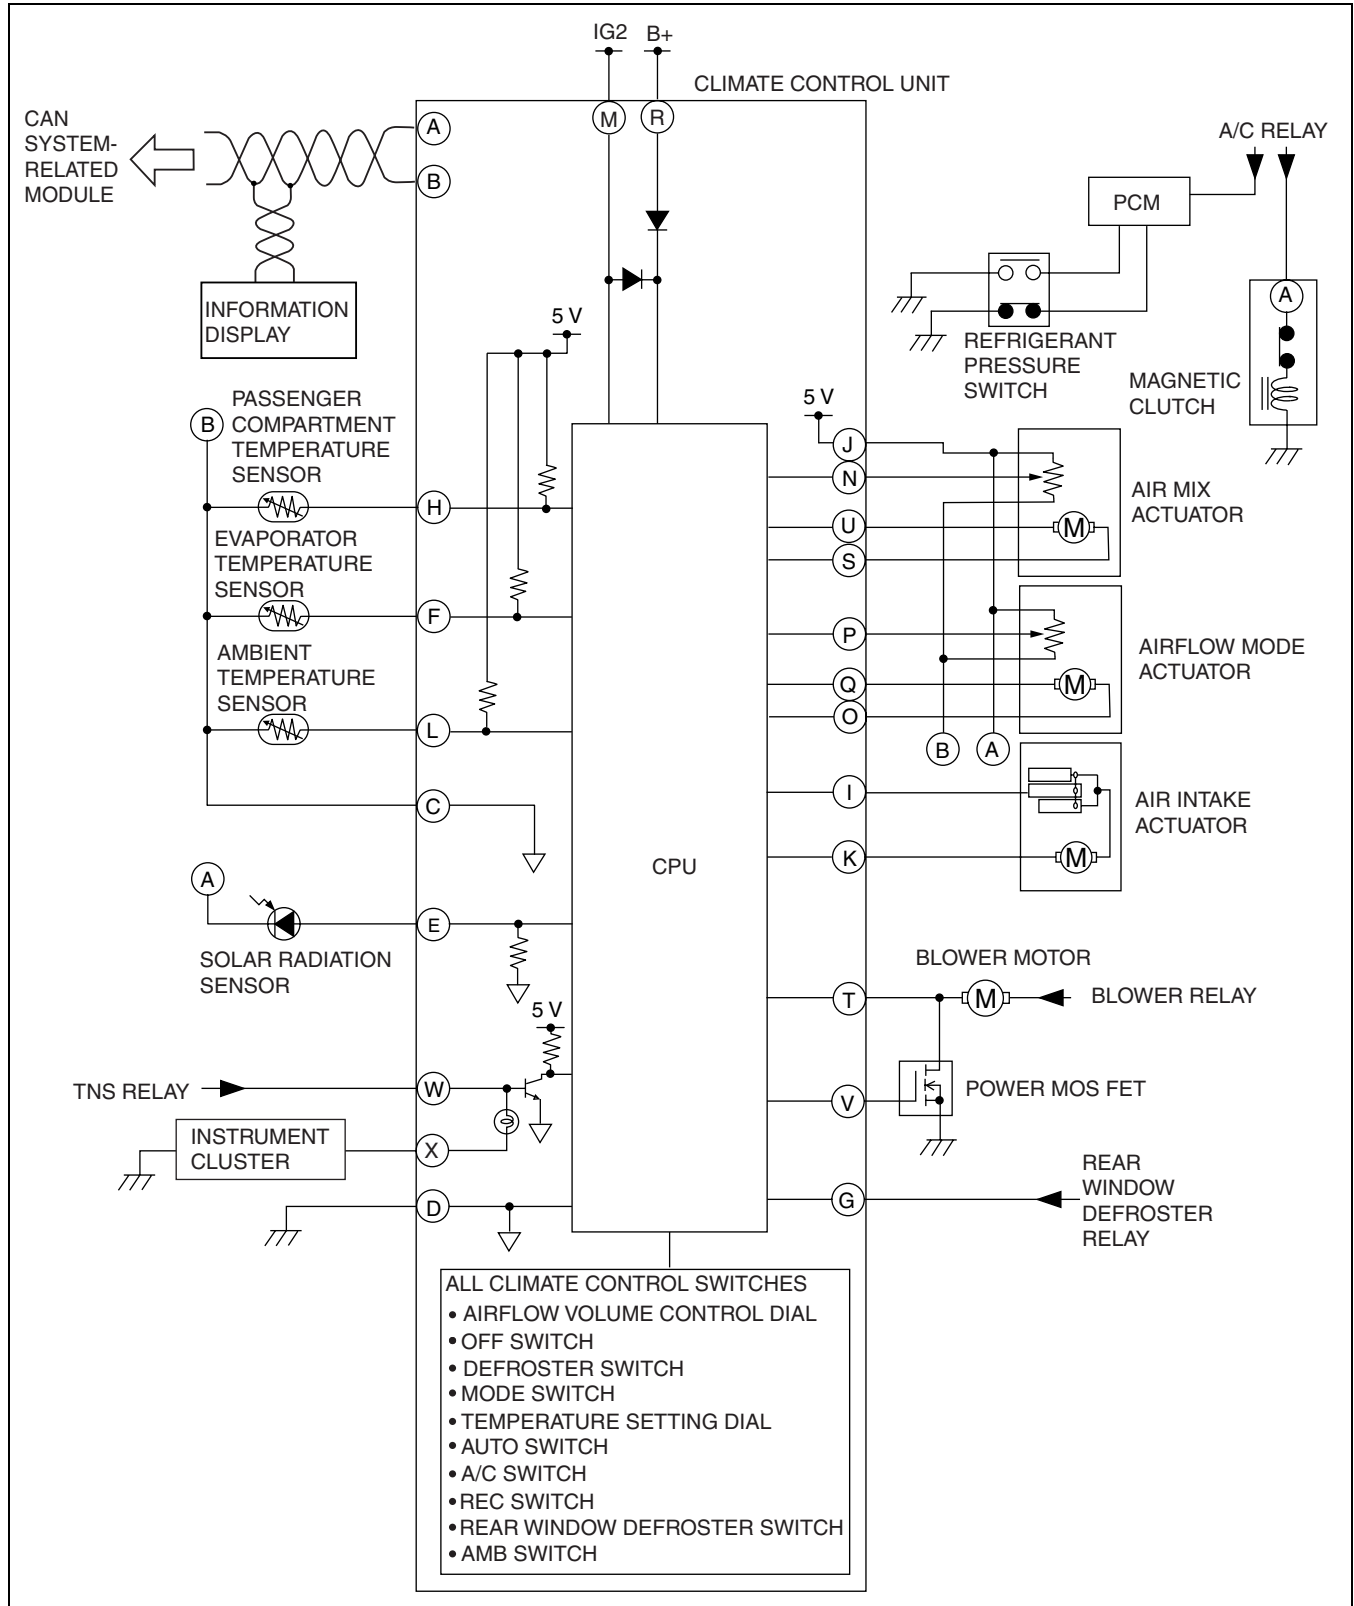 IG2 B+
CLIMATE CONTROL UNIT
CAN
SYSTEM-
RELATED
MODULE
A
B
M
R
A/C RELAY
PCM
INFORMATION
DISPLAY
5 V
REFRIGERANT
PRESSURE
SWITCH
A
MAGNETIC
CLUTCH
B
PASSENGER
COMPARTMENT
TEMPERATURE
SENSOR
H
EVAPORATOR
TEMPERATURE
SENSOR
F
AMBIENT
TEMPERATURE
SENSOR
L
C
A
SOLAR RADIATION
SENSOR
E
5 V
TNS RELAY
W
INSTRUMENT
CLUSTER
X
D
CPU
5 V
J
N
U
S
M
AIR MIX
ACTUATOR
P
Q
O
M
AIRFLOW MODE
ACTUATOR
B
A
I
K
M
AIR INTAKE
ACTUATOR
BLOWER MOTOR
T
M
BLOWER RELAY
V
POWER MOS FET
G
REAR
WINDOW
DEFROSTER
RELAY
ALL CLIMATE CONTROL SWITCHES
• AIRFLOW VOLUME CONTROL DIAL
• OFF SWITCH
• DEFROSTER SWITCH
• MODE SWITCH
• TEMPERATURE SETTING DIAL
• AUTO SWITCH
• A/C SWITCH
• REC SWITCH
• REAR WINDOW DEFROSTER SWITCH
• AMB SWITCH